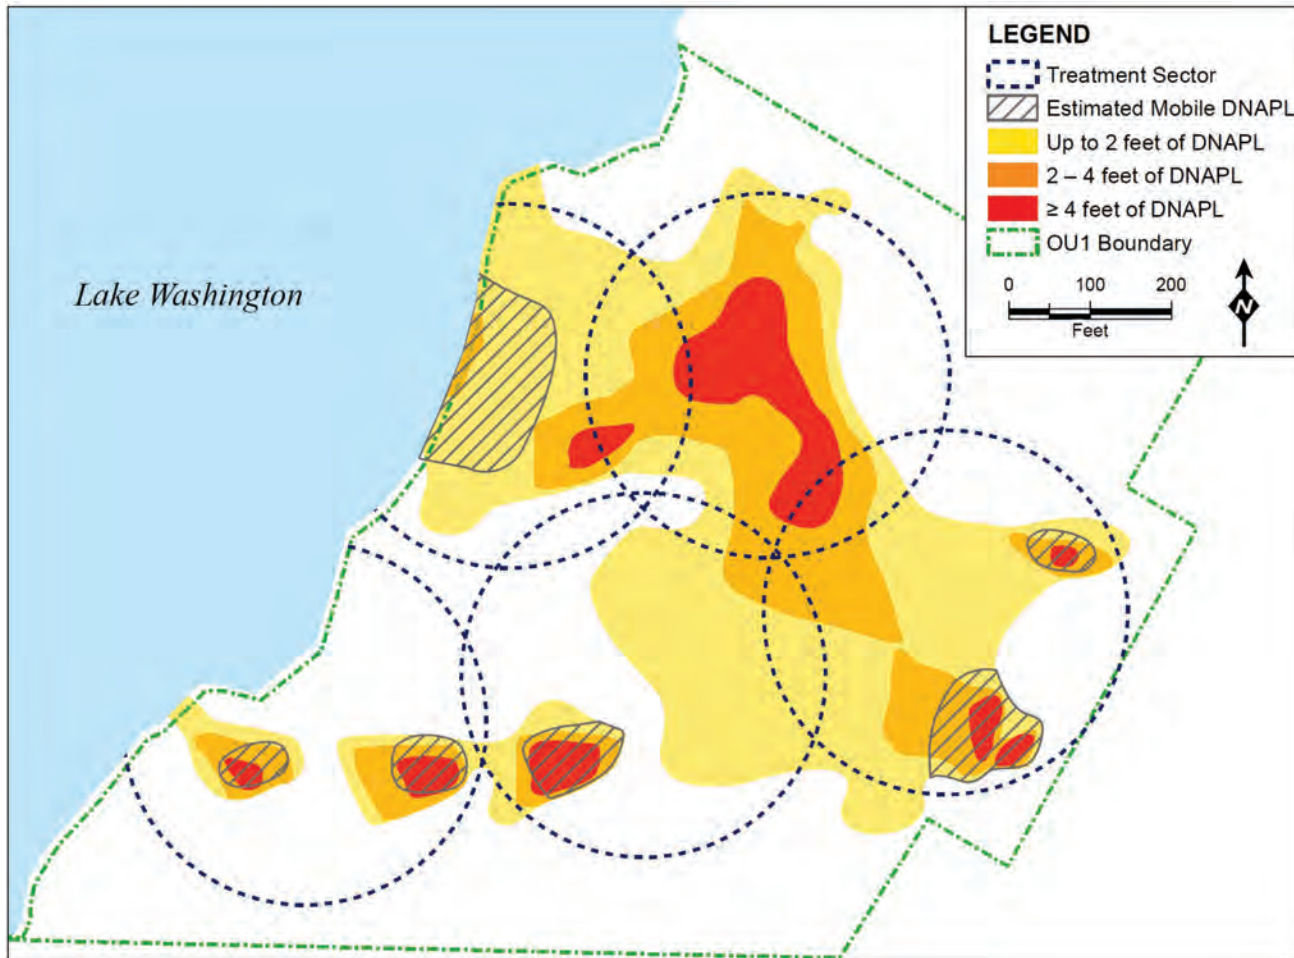 LEGEND
Treatment Sector
Estimated Mobile DNAPL
Up to 2 feet of DNAPL
2 – 4 feet of DNAPL
≥ 4 feet of DNAPL
OU1 Boundary
0 100 200
Feet
N
Lake Washington